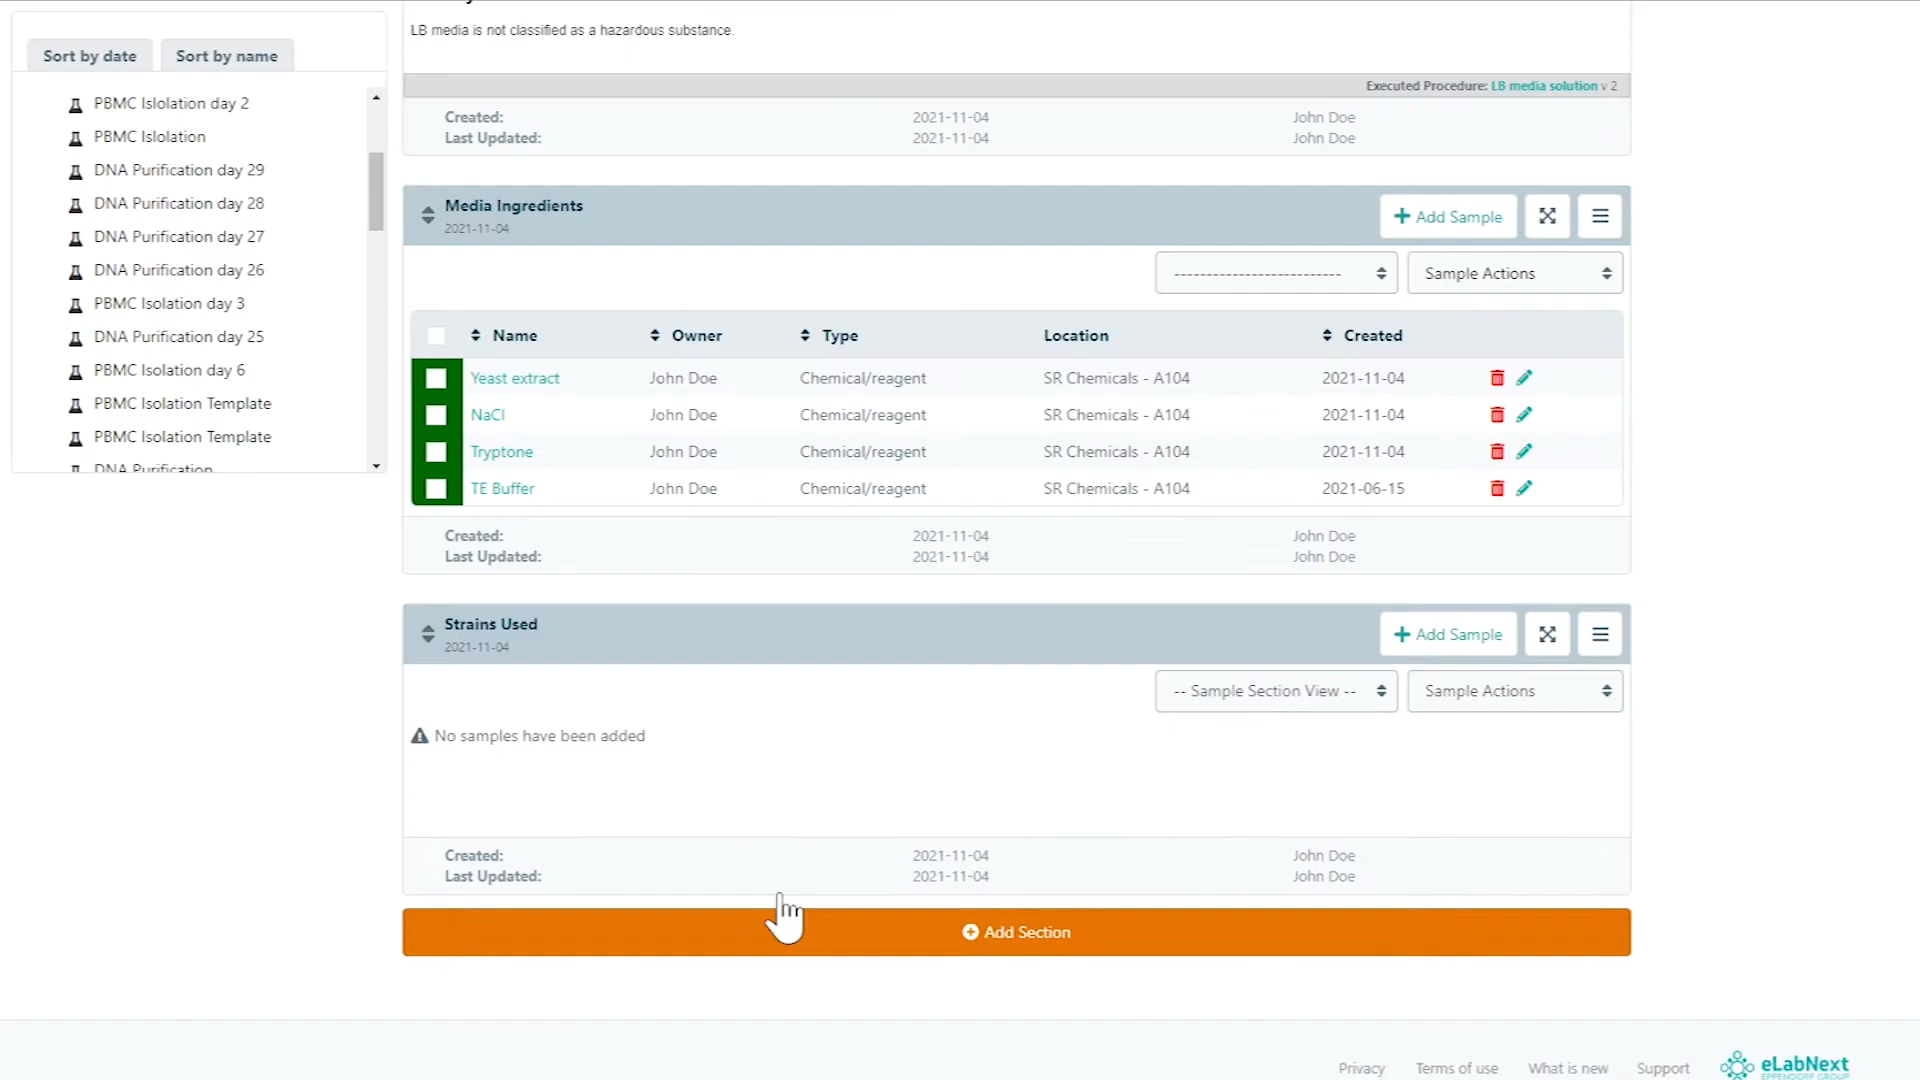 LB media is not classified as a hazardous substance.
Sort by date Sort by name
Executed Procedure: LB media solution v 2
PBMC Islolation day 2
PBMC Islolation
DNA Purification day 29
DNA Purification day 28
DNA Purification day 27
DNA Purification day 26
PBMC Isolation day 3
DNA Purification day 25
PBMC Isolation day 6
PBMC Isolation Template
PBMC Isolation Template
DNA Purification
Created: 2021-11-04 John Doe
Last Updated: 2021-11-04 John Doe
Media Ingredients
2021-11-04
Add Sample
-------------------------- Sample Actions
Name Owner Type Location Created
Yeast extract John Doe Chemical/reagent SR Chemicals - A104 2021-11-04
NaCl John Doe Chemical/reagent SR Chemicals - A104 2021-11-04
Tryptone John Doe Chemical/reagent SR Chemicals - A104 2021-11-04
TE Buffer John Doe Chemical/reagent SR Chemicals - A104 2021-06-15
Created: 2021-11-04 John Doe
Last Updated: 2021-11-04 John Doe
Strains Used
2021-11-04
Add Sample
-- Sample Section View -- Sample Actions
No samples have been added
Created: 2021-11-04 John Doe
Last Updated: 2021-11-04 John Doe
Add Section
Privacy Terms of use What is new Support eLabNext
EPPENDORF GROUP